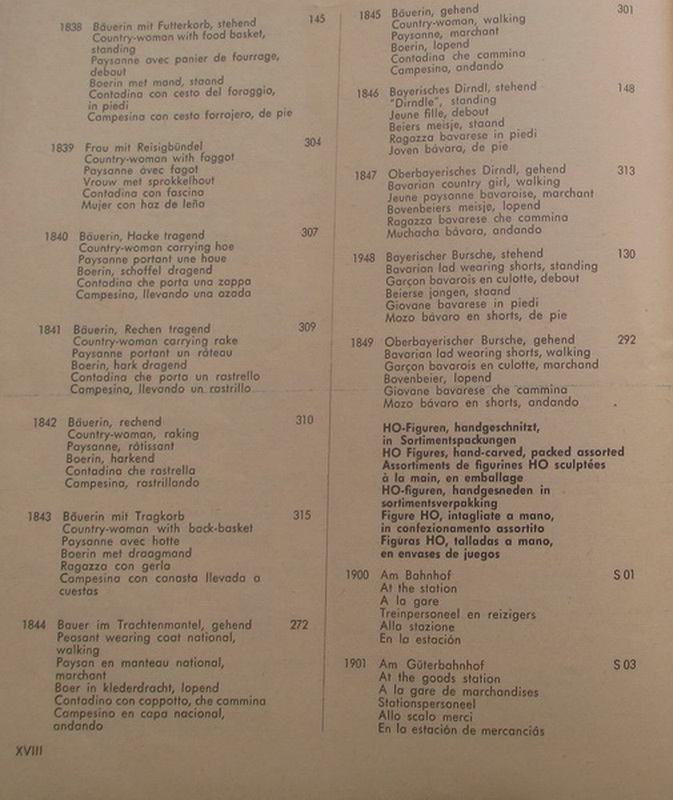 1838 Bäuerin mit Futterkorb, stehend 145
Country-woman with food basket,
standing
Paysanne avec panier de fourrage,
debout
Boerin met mand, staand
Contadina con cesto del foraggio,
in piedi
Campesina con cesto forrajero, de pie
1839 Frau mit Reisigbündel 304
Country-woman with faggot
Paysanne avec fagot
Vrouw met sprokkelhout
Contadina con fascina
Mujer con haz de leña
1840 Bäuerin, Hacke tragend 307
Country-woman carrying hoe
Paysanne portant une houe
Boerin, schoffel dragend
Contadina che porta una zappa
Campesina, llevando una azada
1841 Bäuerin, Rechen tragend 309
Country-woman carrying rake
Paysanne portant un râteau
Boerin, hark dragend
Contadina che porta un rastrello
Campesina, llevando un rastrillo
1842 Bäuerin, rechend 310
Country-woman, raking
Paysanne, râtissant
Boerin, harkend
Contadina che rastrella
Campesina, rastrillando
1843 Bäuerin mit Tragkorb 315
Country-woman with back-basket
Paysanne avec hotte
Boerin met draagmand
Ragazza con gerla
Campesina con canasta llevada a
cuestas
1844 Bauer im Trachtenmantel, gehend 272
Peasant wearing coat national,
walking
Paysan en manteau national,
marchant
Boer in klederdracht, lopend
Contadino con cappotto, che cammina
Campesino en capa nacional,
andando
XVIII
1845 Bäuerin, gehend 301
Country-woman, walking
Paysanne, marchant
Boerin, lopend
Contadina che cammina
Campesina, andando
1846 Bayerisches Dirndl, stehend 148
"Dirndle", standing
Jeune fille, debout
Beiers meisje, staand
Ragazza bavarese in piedi
Joven bávara, de pie
1847 Oberbayerisches Dirndl, gehend 313
Bavarian country girl, walking
Jeune paysanne bavaroise, marchant
Bovenbeiers meisje, lopend
Ragazza bavarese che cammina
Muchacha bávara, andando
1948 Bayerischer Bursche, stehend 130
Bavarian lad wearing shorts, standing
Garçon bavarois en culotte, debout
Beierse jongen, staand
Giovane bavarese in piedi
Mozo bávaro en shorts, de pie
1849 Oberbayerischer Bursche, gehend 292
Bavarian lad wearing shorts, walking
Garçon bavarois en culotte, marchand
Bovenbeier, lopend
Giovane bavarese che cammina
Mozo bávaro en shorts, andando
HO-Figuren, handgeschnitzt,
in Sortimentspackungen
HO Figures, hand-carved, packed assorted
Assortiments de figurines HO sculptées
à la main, en emballage
HO-figuren, handgesneden in
sortimentsverpakking
Figure HO, intagliate a mano,
in confezionamento assortito
Figuras HO, talladas a mano,
en envases de juegos
1900 Am Bahnhof S 01
At the station
A la gare
Treinpersoneel en reizigers
Alla stazione
En la estación
1901 Am Güterbahnhof S 03
At the goods station
A la gare de marchandises
Stationspersoneel
Allo scalo merci
En la estación de mercanciás